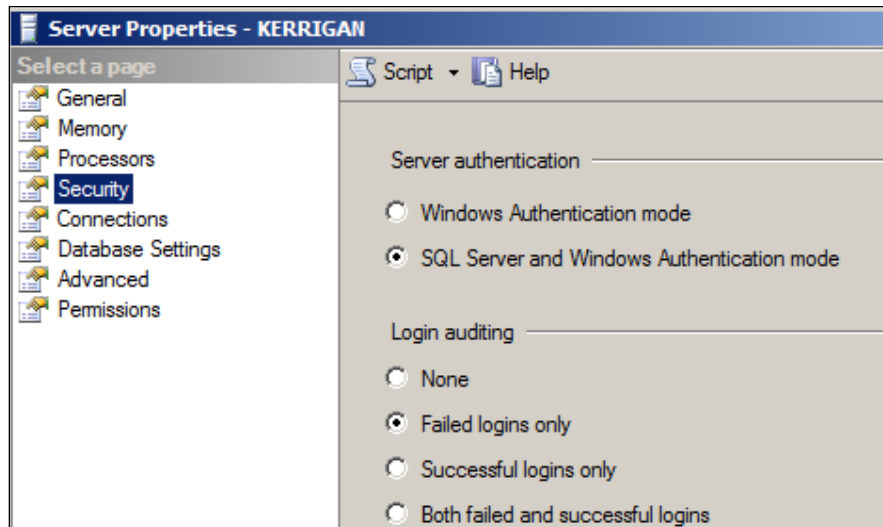 Server Properties - KERRIGAN
Select a page
General
Memory
Processors
Security
Connections
Database Settings
Advanced
Permissions
Script Help
Server authentication
Windows Authentication mode
SQL Server and Windows Authentication mode
Login auditing
None
Failed logins only
Successful logins only
Both failed and successful logins